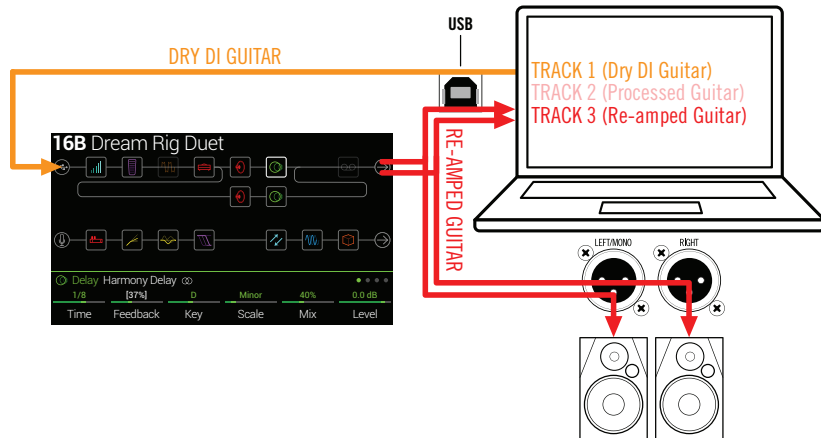 USB
DRY DI GUITAR
TRACK 1 (Dry DI Guitar)
TRACK 2 (Processed Guitar)
TRACK 3 (Re-amped Guitar)
RE-AMPED GUITAR
16B Dream Rig Duet
Delay Harmony Delay
1/8 [37%] D Minor 40% 0.0 dB
Time Feedback Key Scale Mix Level
LEFT/MONO RIGHT